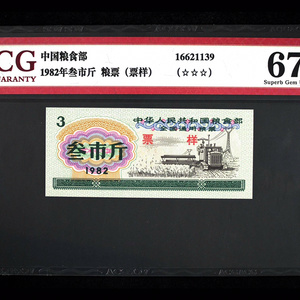 CG
中国粮食部
16621139
67
WARRANTY
1982年叁市斤 粮票（票样）
（☆☆☆）
Superb Gem
3
中华人民共和国粮食部
全国通用粮票
票 样
叁市斤
1982